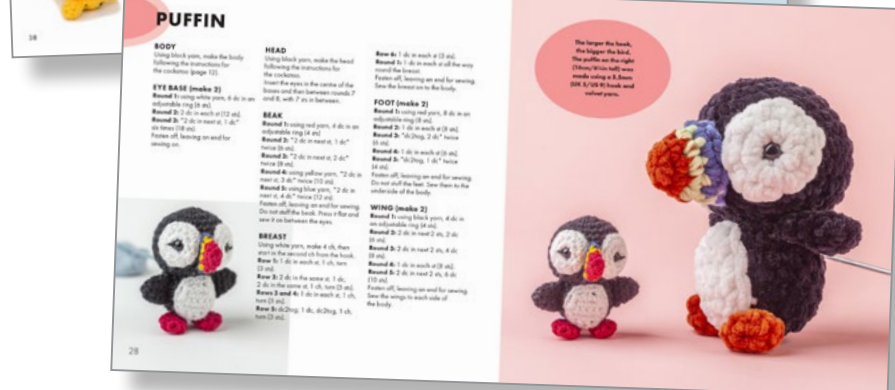 38
PUFFIN
BODY
Using black yarn, make the body
following the instructions for
the cockatoo (page 12).
EYE BASE (make 2)
Round 1: using white yarn, 6 dc in an
adjustable ring (6 sts).
Round 2: 2 dc in each st (12 sts).
Round 3: *2 dc in next st, 1 dc*
six times (18 sts).
Fasten off, leaving an end for
sewing on.
HEAD
Using black yarn, make the head
following the instructions for
the cockatoo.
Insert the eyes in the centre of the
bases and then between rounds 7
and 8, with 7 sts in between.
BEAK
Round 1: using red yarn, 4 dc in an
adjustable ring (4 sts)
Round 2: *2 dc in next st, 1 dc*
twice (6 sts).
Round 3: *2 dc in next st, 2 dc*
twice (8 sts).
Round 4: using yellow yarn, *2 dc in
next st, 3 dc* twice (10 sts).
Round 5: using blue yarn, *2 dc in
next st, 4 dc* twice (12 sts).
Fasten off, leaving an end for sewing.
Do not stuff the beak. Press it flat and
sew it on between the eyes.
BREAST
Using white yarn, make 4 ch, then
start in the second ch from the hook.
Row 1: 1 dc in each st, 1 ch, turn
(3 sts).
Row 2: 2 dc in the same st, 1 dc,
2 dc in the same st, 1 ch, turn (5 sts).
Rows 3 and 4: 1 dc in each st, 1 ch,
turn (5 sts).
Row 5: dc2tog, 1 dc, dc2tog, 1 ch,
turn (3 sts).
Row 6: 1 dc in each st (3 sts).
Round 1: 1 dc in each st all the way
round the breast.
Fasten off, leaving an end for sewing.
Sew the breast on to the body.
FOOT (make 2)
Round 1: using red yarn, 8 dc in an
adjustable ring (8 sts).
Round 2: 1 dc in each st (8 sts).
Round 3: *dc2tog, 2 dc* twice
(6 sts).
Round 4: 1 dc in each st (6 sts).
Round 5: *dc2tog, 1 dc* twice
(4 sts).
Fasten off, leaving an end for sewing.
Do not stuff the feet. Sew them to the
underside of the body.
WING (make 2)
Round 1: using black yarn, 4 dc in
an adjustable ring (4 sts).
Round 2: 2 dc in next 2 sts, 2 dc
(6 sts).
Round 3: 2 dc in next 2 sts, 4 dc
(8 sts).
Round 4: 1 dc in each st (8 sts).
Round 5: 2 dc in next 2 sts, 6 dc
(10 sts).
Fasten off, leaving an end for sewing.
Sew the wings to each side of
the body.
28
The larger the hook,
the bigger the bird.
The puffin on the right
made using a 5.5mm
(UK 5/US 9) hook and
velvet yarn.